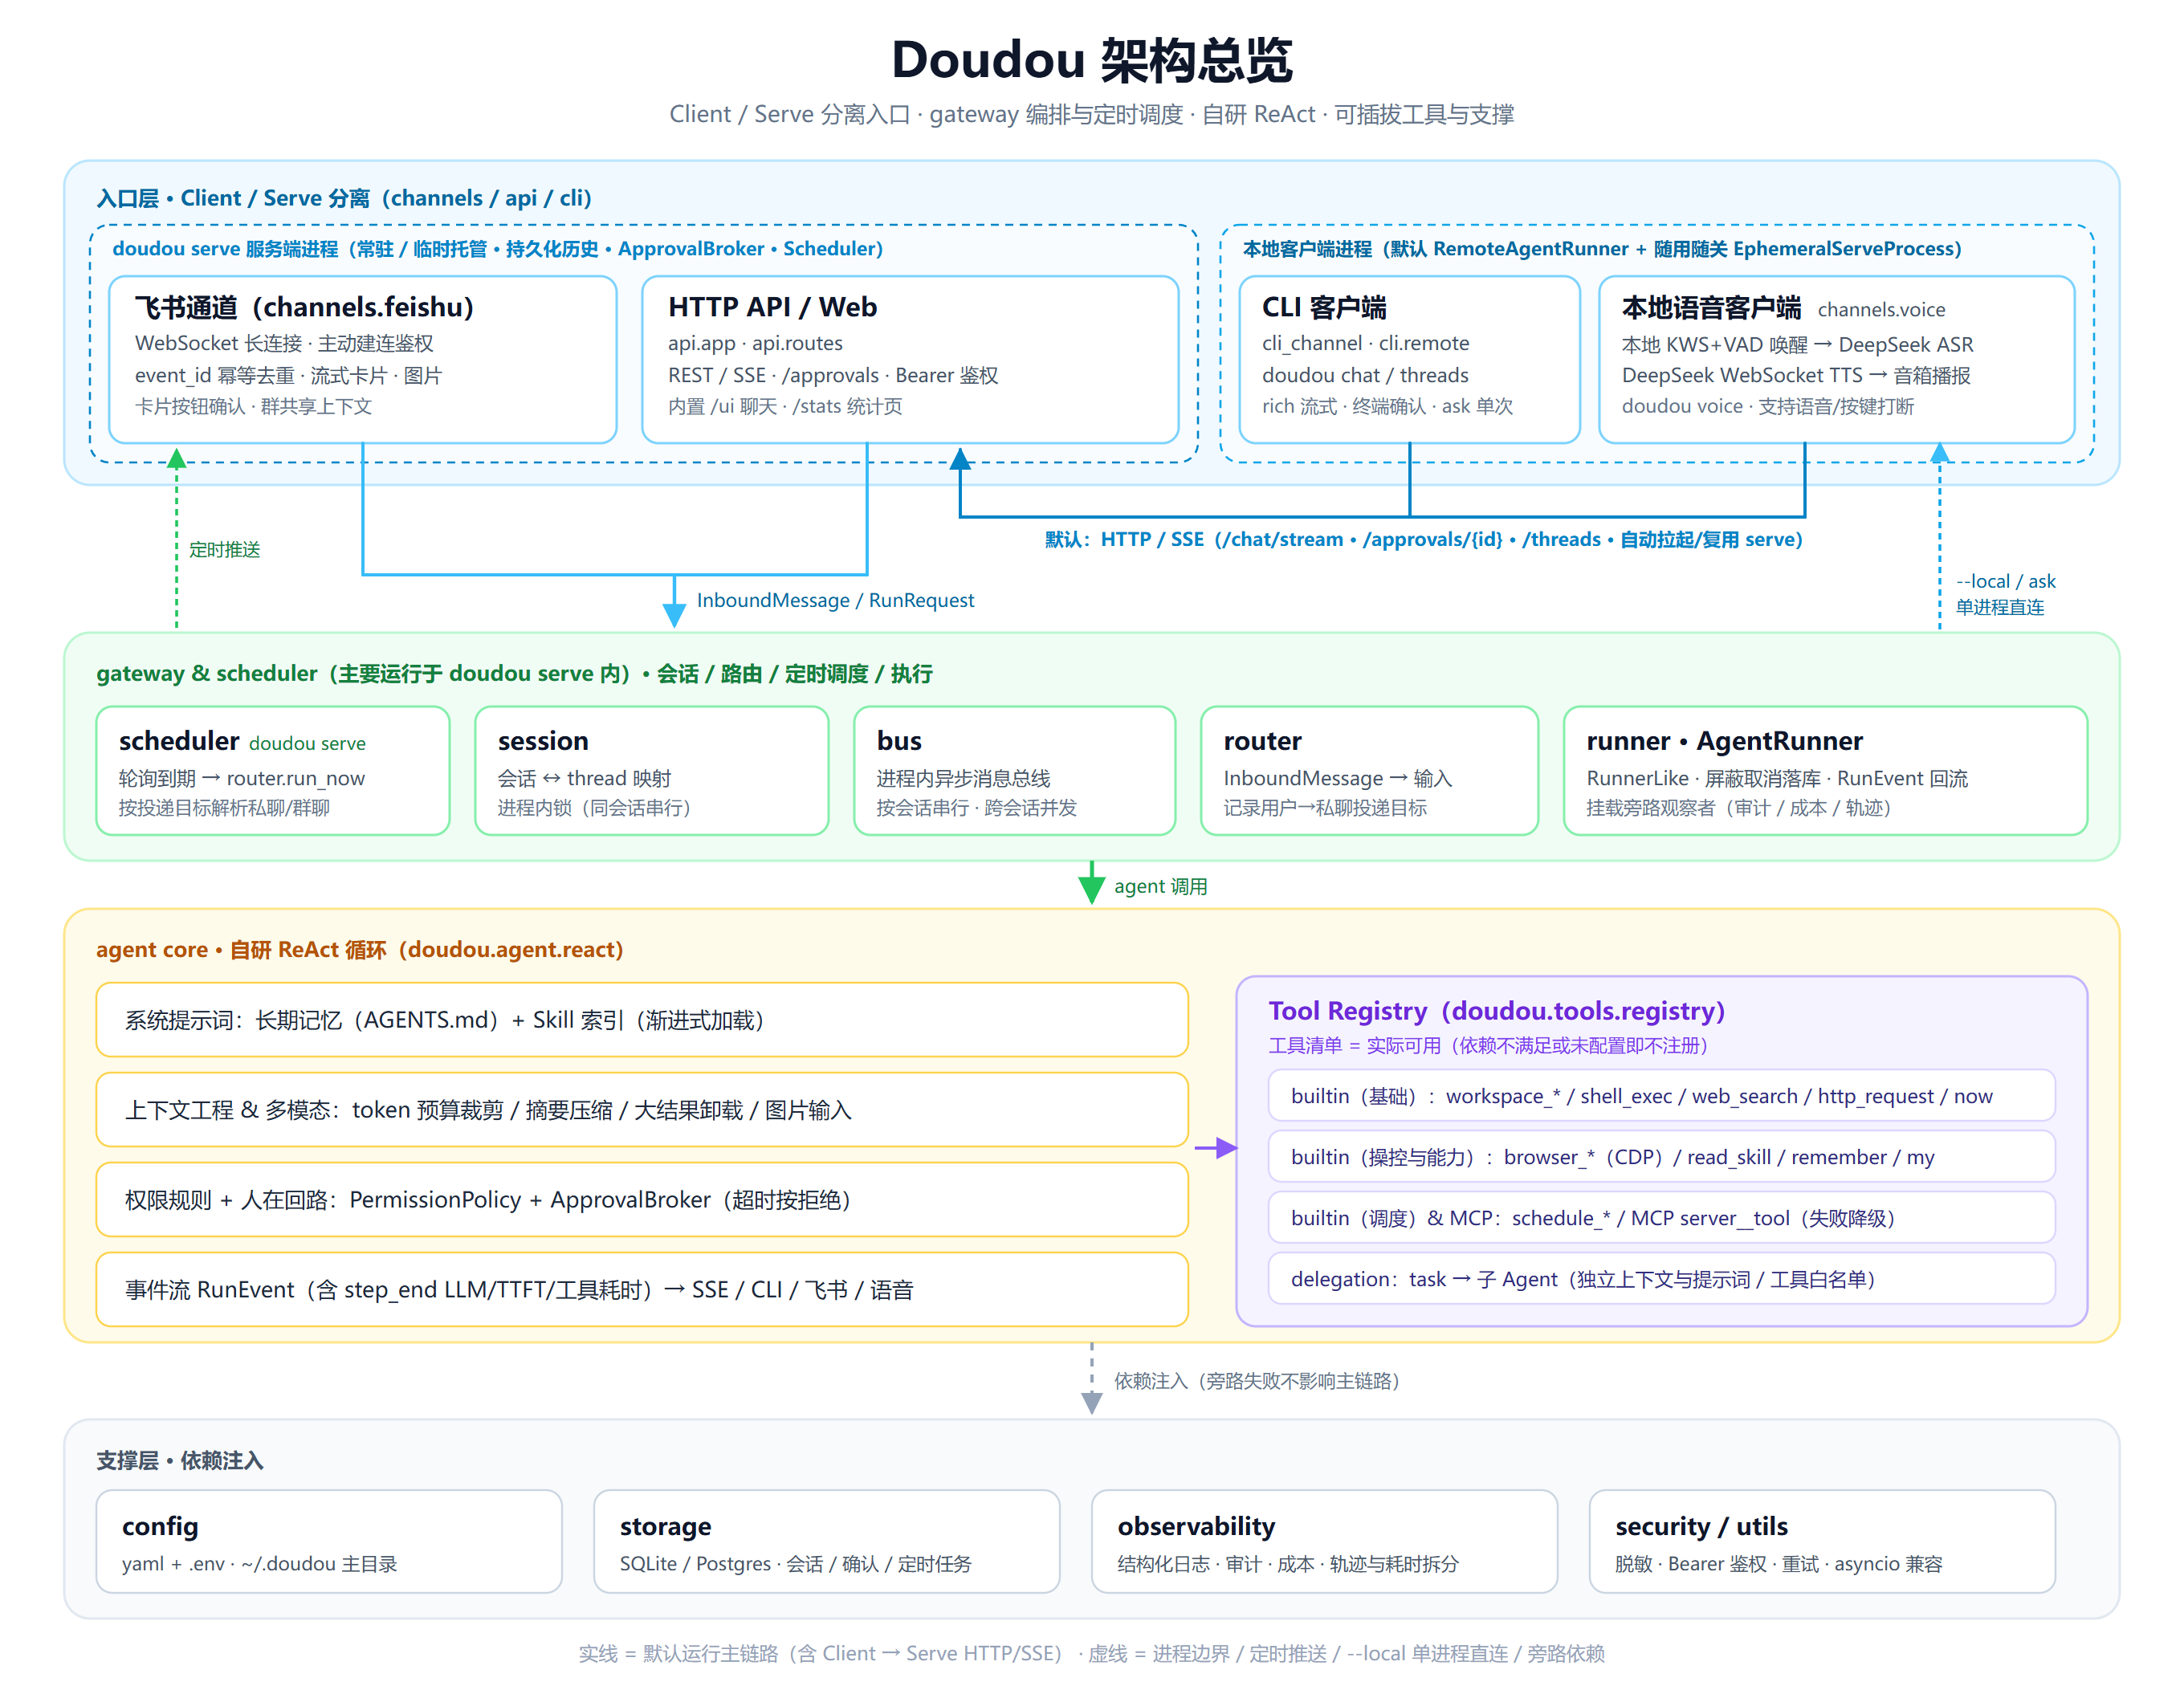 Doudou 架构总览
Client / Serve 分离入口 · gateway 编排与定时调度 · 自研 ReAct · 可插拔工具与支撑
入口层 • Client / Serve 分离（channels / api / cli）
doudou serve 服务端进程（常驻 / 临时托管 • 持久化历史 • ApprovalBroker • Scheduler）
飞书通道（channels.feishu）
WebSocket 长连接 · 主动建连鉴权
event_id 幂等去重 · 流式卡片 · 图片
卡片按钮确认 · 群共享上下文
HTTP API / Web
api.app · api.routes
REST / SSE · /approvals · Bearer 鉴权
内置 /ui 聊天 · /stats 统计页
本地客户端进程（默认 RemoteAgentRunner + 随用随关 EphemeralServeProcess）
CLI 客户端
cli_channel · cli.remote
doudou chat / threads
rich 流式 · 终端确认 · ask 单次
本地语音客户端 channels.voice
本地 KWS+VAD 唤醒 → DeepSeek ASR
DeepSeek WebSocket TTS → 音箱播报
doudou voice · 支持语音/按键打断
定时推送
InboundMessage / RunRequest
默认：HTTP / SSE（/chat/stream • /approvals/{id} • /threads • 自动拉起/复用 serve）
--local / ask
单进程直连
gateway & scheduler（主要运行于 doudou serve 内）• 会话 / 路由 / 定时调度 / 执行
scheduler doudou serve
轮询到期 → router.run_now
按投递目标解析私聊/群聊
session
会话 ↔ thread 映射
进程内锁（同会话串行）
bus
进程内异步消息总线
按会话串行 · 跨会话并发
router
InboundMessage → 输入
记录用户→私聊投递目标
runner • AgentRunner
RunnerLike · 屏蔽取消落库 · RunEvent 回流
挂载旁路观察者（审计 / 成本 / 轨迹）
agent 调用
agent core • 自研 ReAct 循环（doudou.agent.react）
系统提示词：长期记忆（AGENTS.md）+ Skill 索引（渐进式加载）
上下文工程 & 多模态：token 预算裁剪 / 摘要压缩 / 大结果卸载 / 图片输入
权限规则 + 人在回路：PermissionPolicy + ApprovalBroker（超时按拒绝）
事件流 RunEvent（含 step_end LLM/TTFT/工具耗时）→ SSE / CLI / 飞书 / 语音
Tool Registry（doudou.tools.registry）
工具清单 = 实际可用（依赖不满足或未配置即不注册）
builtin（基础）：workspace_* / shell_exec / web_search / http_request / now
builtin（操控与能力）：browser_*（CDP）/ read_skill / remember / my
builtin（调度）& MCP：schedule_* / MCP server__tool（失败降级）
delegation：task → 子 Agent（独立上下文与提示词 / 工具白名单）
依赖注入（旁路失败不影响主链路）
支撑层 • 依赖注入
config
yaml + .env · ~/.doudou 主目录
storage
SQLite / Postgres · 会话 / 确认 / 定时任务
observability
结构化日志 · 审计 · 成本 · 轨迹与耗时拆分
security / utils
脱敏 · Bearer 鉴权 · 重试 · asyncio 兼容
实线 = 默认运行主链路（含 Client → Serve HTTP/SSE） · 虚线 = 进程边界 / 定时推送 / --local 单进程直连 / 旁路依赖